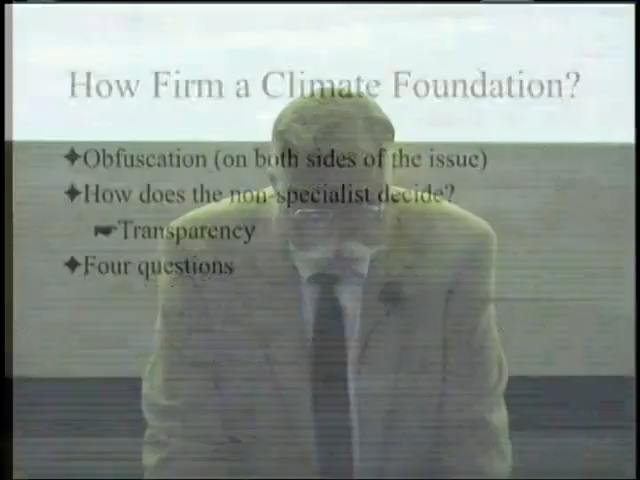 How Firm a Climate Foundation?
Obfuscation (on both sides of the issue)
How does the non-specialist decide?
Transparency
Four questions